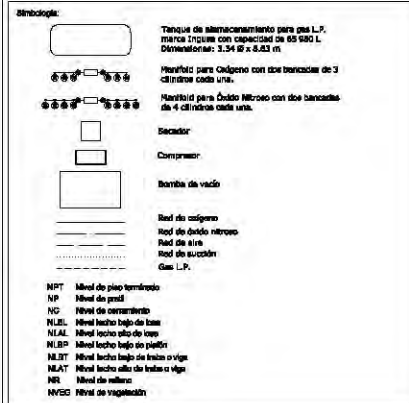 Simbología:
Tanque de alamacenamiento para gas L.P.
marca Ingusa con capacidad de 65 980 L
Dimensiones: 3.34 Ø x 8.83 m
Manifold para Oxígeno con dos bancadas de 3
cilindros cada una.
Manifold para Óxido Nitroso con dos bancadas
de 4 cilindros cada una.
Secador
Compresor
Bomba de vacío
Red de oxígeno
Red de óxido nitroso
Red de aire
Red de succión
Gas L.P.
NPT Nivel de piso terminado
NP Nivel de pretil
NC Nivel de cerramiento
NLBL Nivel lecho bajo de losa
NLAL Nivel lecho alto de losa
NLBP Nivel lecho bajo de plafón
NLBT Nivel lecho bajo de trabe o viga
NLAT Nivel lecho alto de trabe o viga
NR Nivel de relleno
NVEG Nivel de vegetación